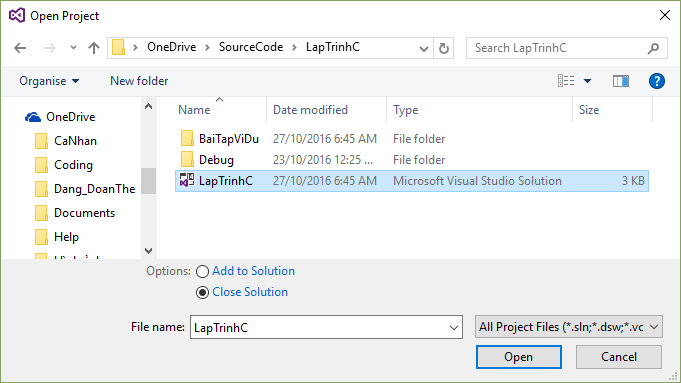 Open Project
OneDrive > SourceCode > LapTrinhC
Search LapTrinhC
Organise New folder
Name Date modified Type Size
OneDrive
CaNhan
Coding
Dang_DoanThe
Documents
Help
BaiTapViDu 27/10/2016 6:45 AM File folder
Debug 23/10/2016 12:25 ... File folder
LapTrinhC 27/10/2016 6:45 AM Microsoft Visual Studio Solution 3 KB
Options: Add to Solution
Close Solution
File name: LapTrinhC All Project Files (*.sln;*.dsw;*.vc
Open Cancel